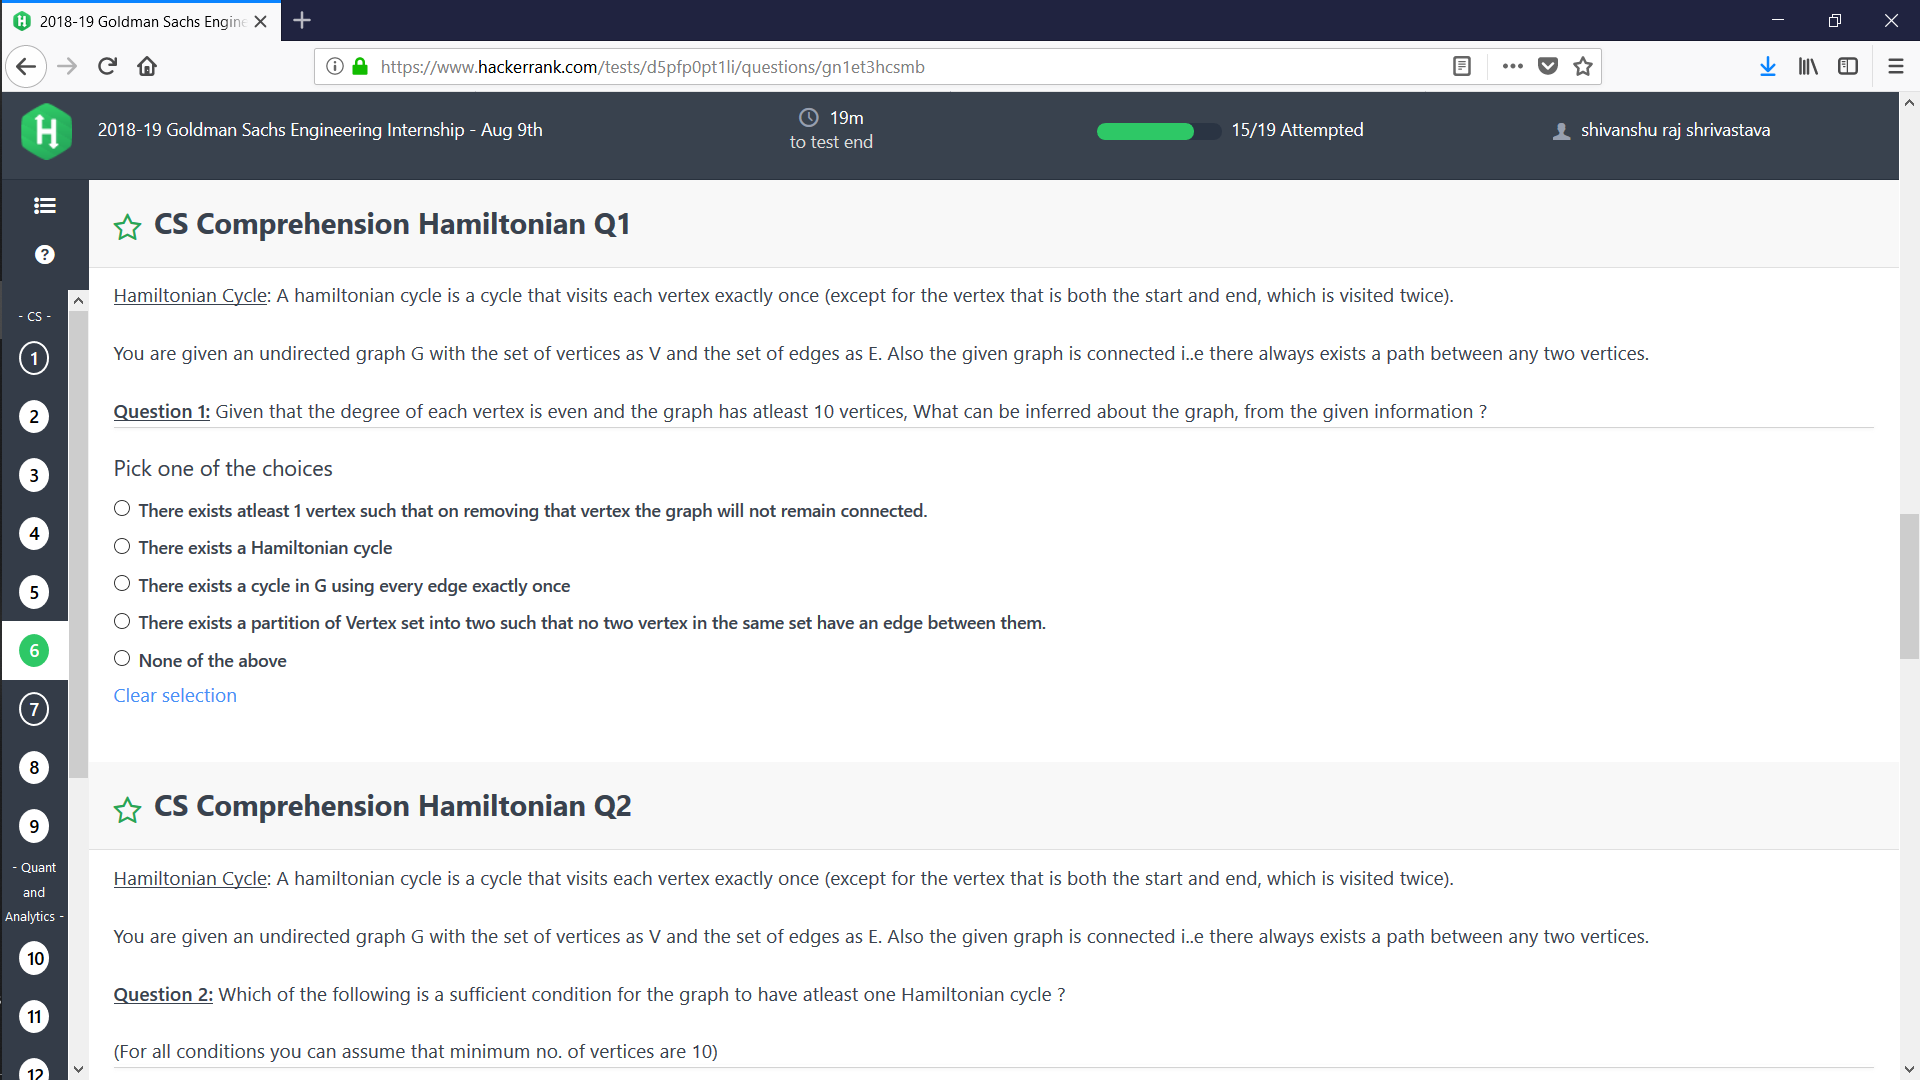 2018-19 Goldman Sachs Engine
https://www.hackerrank.com/tests/d5pfp0pt1li/questions/gn1et3hcsmb
H
2018-19 Goldman Sachs Engineering Internship - Aug 9th
19m
to test end
15/19 Attempted
shivanshu raj shrivastava
?
- CS -
1
2
3
4
5
6
7
8
9
- Quant
and
Analytics -
10
11
12
CS Comprehension Hamiltonian Q1
Hamiltonian Cycle: A hamiltonian cycle is a cycle that visits each vertex exactly once (except for the vertex that is both the start and end, which is visited twice).
You are given an undirected graph G with the set of vertices as V and the set of edges as E. Also the given graph is connected i..e there always exists a path between any two vertices.
Question 1: Given that the degree of each vertex is even and the graph has atleast 10 vertices, What can be inferred about the graph, from the given information ?
Pick one of the choices
There exists atleast 1 vertex such that on removing that vertex the graph will not remain connected.
There exists a Hamiltonian cycle
There exists a cycle in G using every edge exactly once
There exists a partition of Vertex set into two such that no two vertex in the same set have an edge between them.
None of the above
Clear selection
CS Comprehension Hamiltonian Q2
Hamiltonian Cycle: A hamiltonian cycle is a cycle that visits each vertex exactly once (except for the vertex that is both the start and end, which is visited twice).
You are given an undirected graph G with the set of vertices as V and the set of edges as E. Also the given graph is connected i..e there always exists a path between any two vertices.
Question 2: Which of the following is a sufficient condition for the graph to have atleast one Hamiltonian cycle ?
(For all conditions you can assume that minimum no. of vertices are 10)